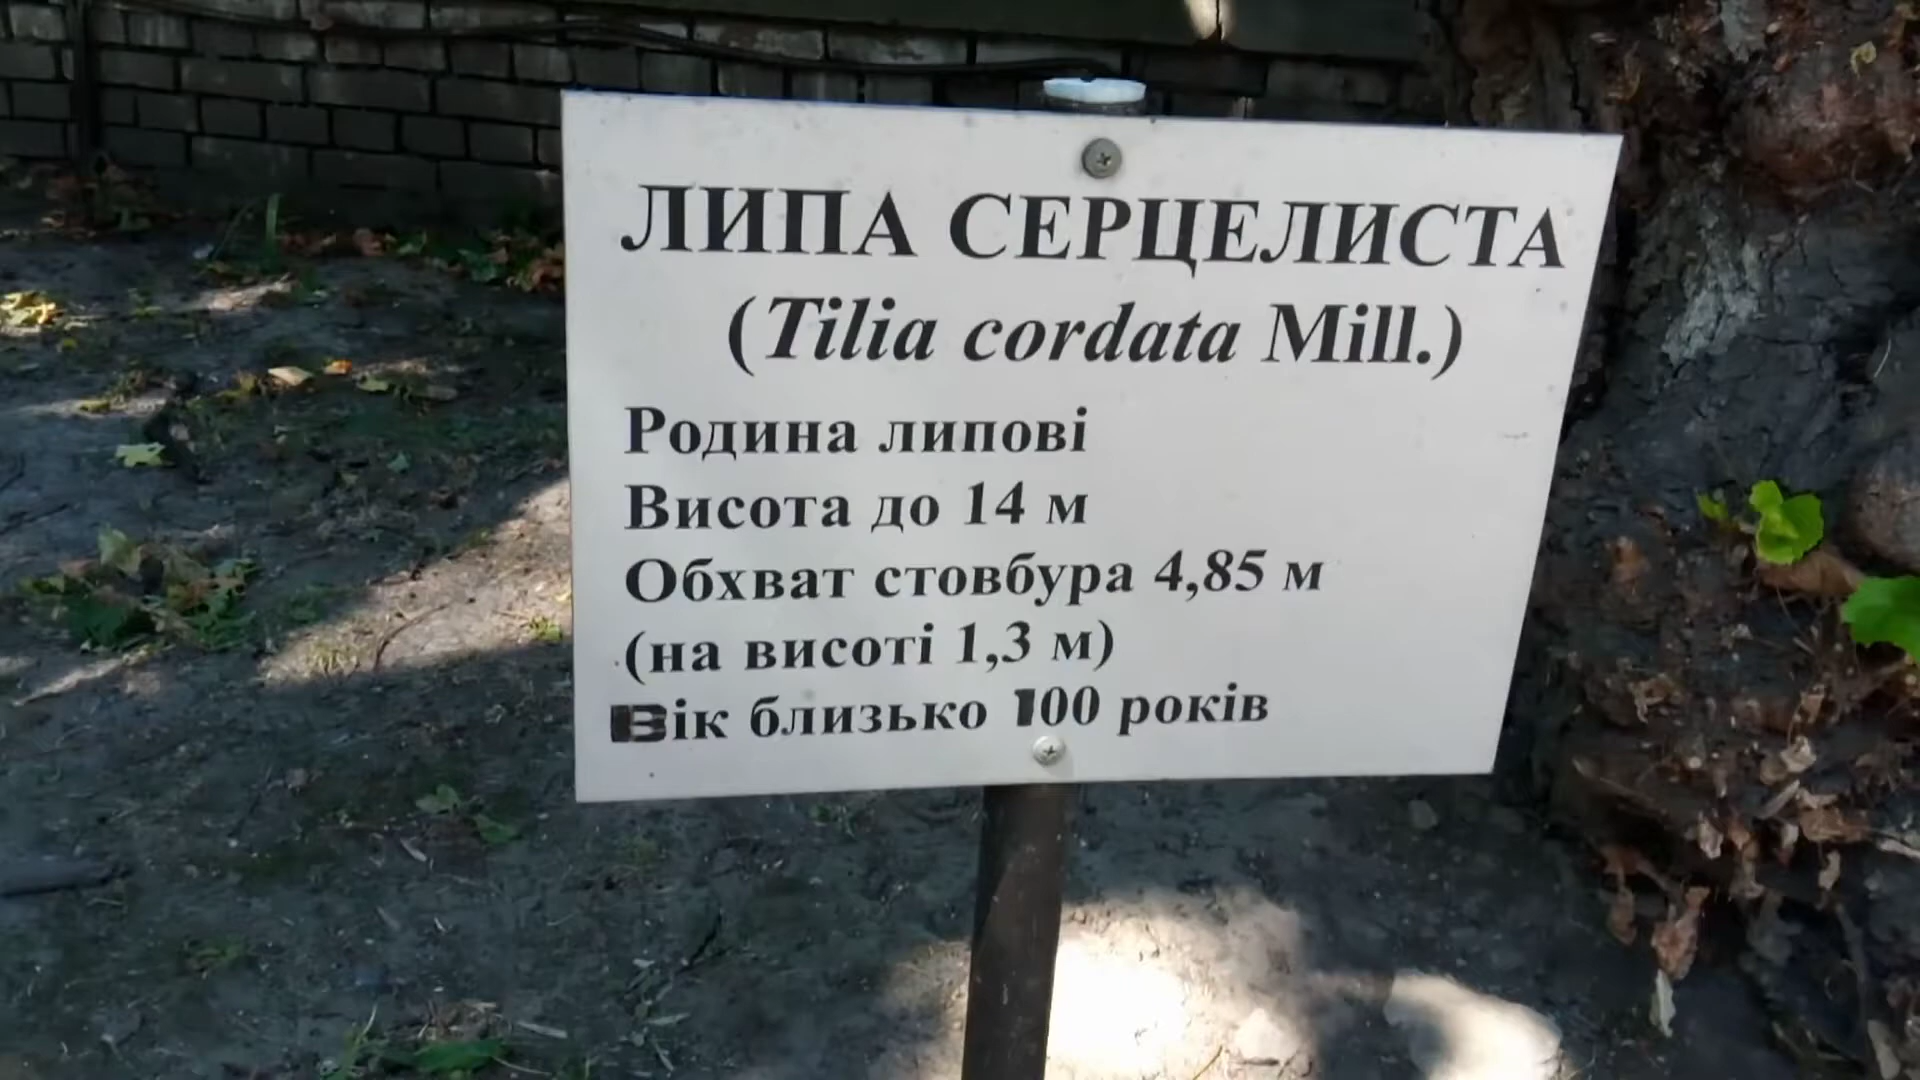 ЛИПА СЕРЦЕЛИСТА
(Tilia cordata Mill.)
Родина липові
Висота до 14 м
Обхват стовбура 4,85 м
(на висоті 1,3 м)
Вік близько 100 років